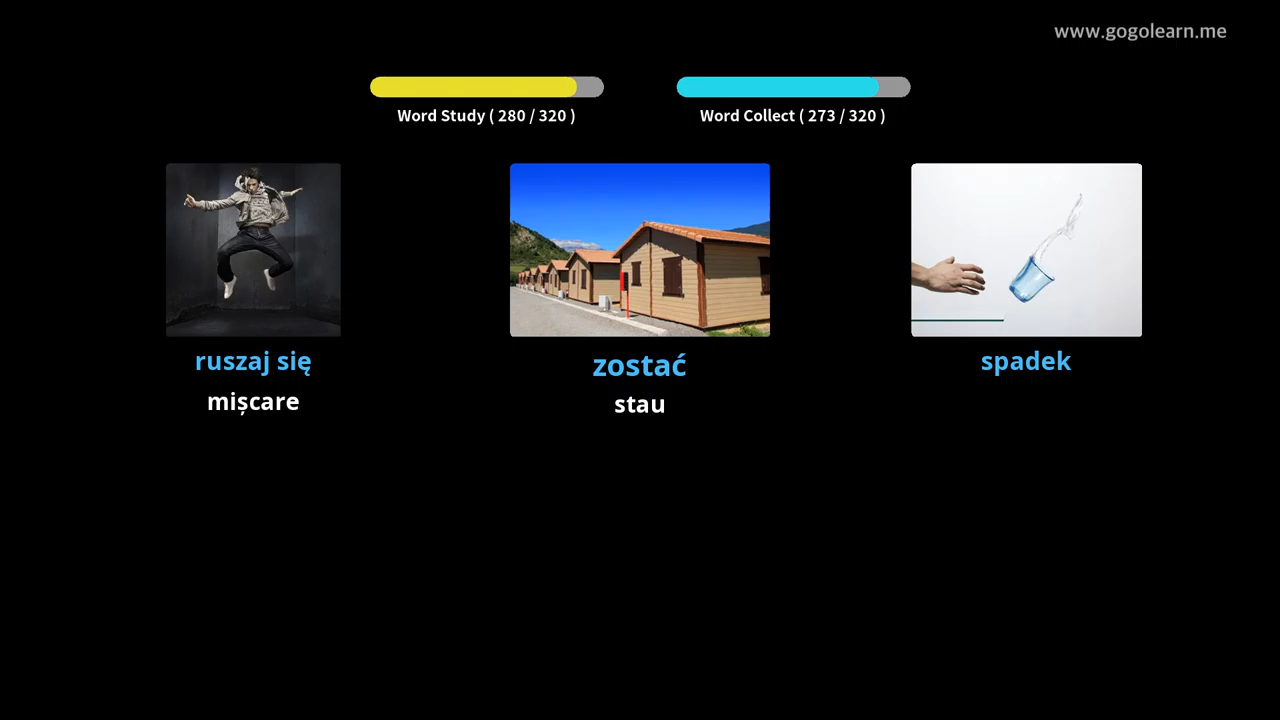 www.gogolearn.me
Word Study ( 280 / 320 )
Word Collect ( 273 / 320 )
ruszaj się
mișcare
zostać
stau
spadek